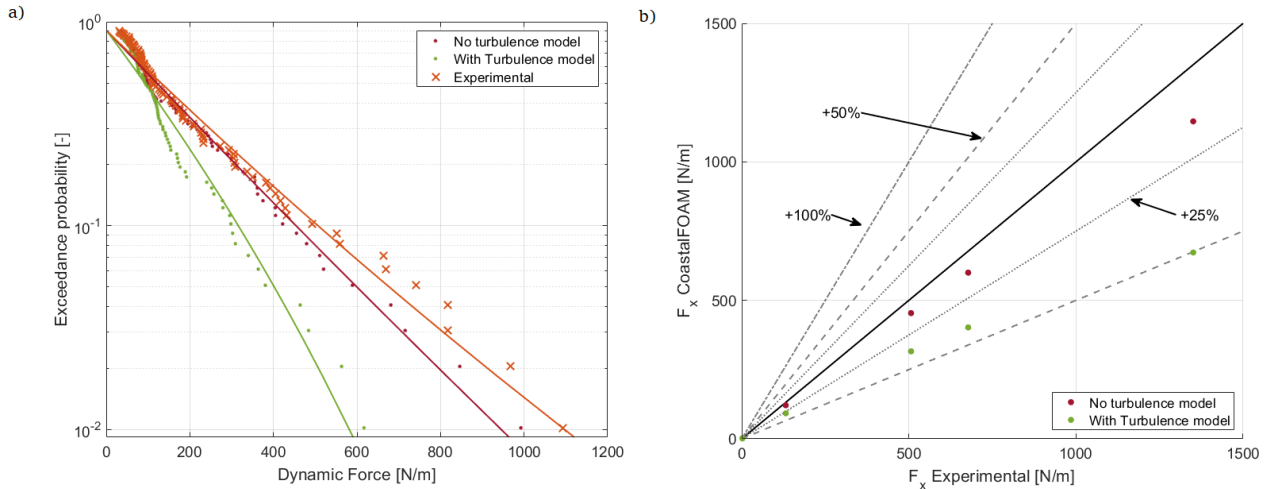 a)
10^0
10^-1
10^-2
Exceedance probability [-]
0 200 400 600 800 1000 1200
Dynamic Force [N/m]
No turbulence model
With Turbulence model
Experimental
b)
1500
1000
500
0
F_x CoastalFOAM [N/m]
0 500 1000 1500
F_x Experimental [N/m]
+50%
+100%
+25%
No turbulence model
With Turbulence model